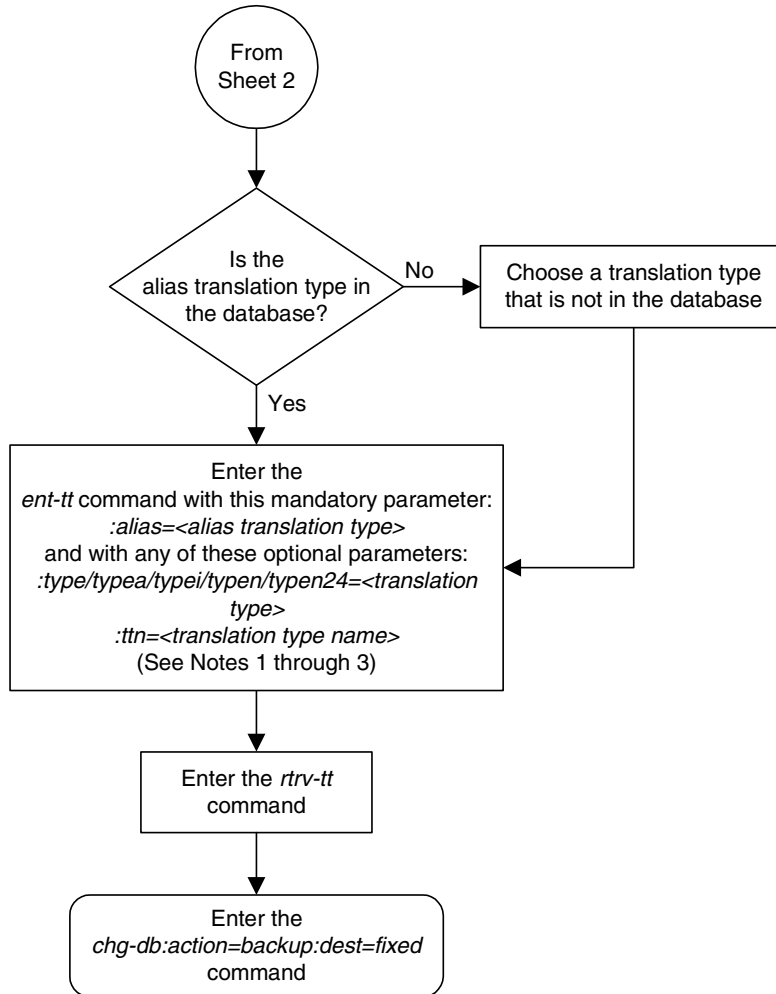 From
Sheet 2
Is the
alias translation type in
the database?
No
Choose a translation type
that is not in the database
Yes
Enter the
ent-tt command with this mandatory parameter:
:alias=<alias translation type>
and with any of these optional parameters:
:type/typea/typei/typen/typen24=<translation
type>
:ttn=<translation type name>
(See Notes 1 through 3)
Enter the rtrv-tt
command
Enter the
chg-db:action=backup:dest=fixed
command